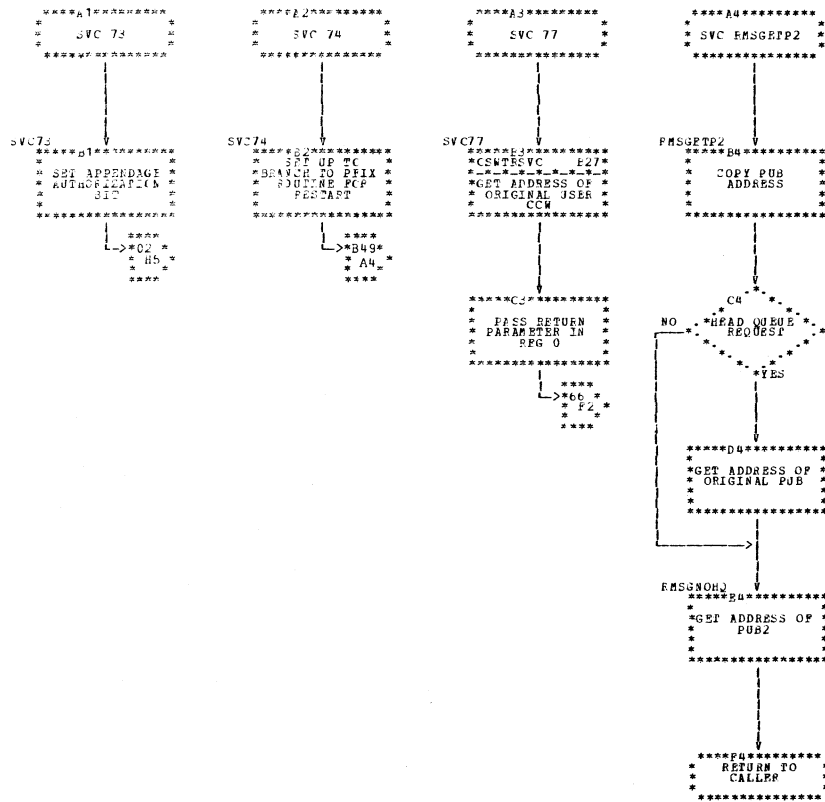 A1
SVC 73
SVC73
B1
SET APPENDAGE
AUTHORIZATION
BIT
02
H5
A2
SVC 74
SVC74
B2
SET UP TO
BRANCH TO PFIX
ROUTINE FOR
RESTART
B49
A4
A3
SVC 77
SVC77
B3
CSWTRSVC B27
GET ADDRESS OF
ORIGINAL USER
CCW
C3
PASS RETURN
PARAMETER IN
REG 0
66
F2
A4
SVC RMSGETP2
RMSGETP2
B4
COPY PUB
ADDRESS
C4
HEAD QUEUE
REQUEST
NO
YES
D4
GET ADDRESS OF
ORIGINAL PUB
RMSGNOHQ
E4
GET ADDRESS OF
PUB2
F4
RETURN TO
CALLER